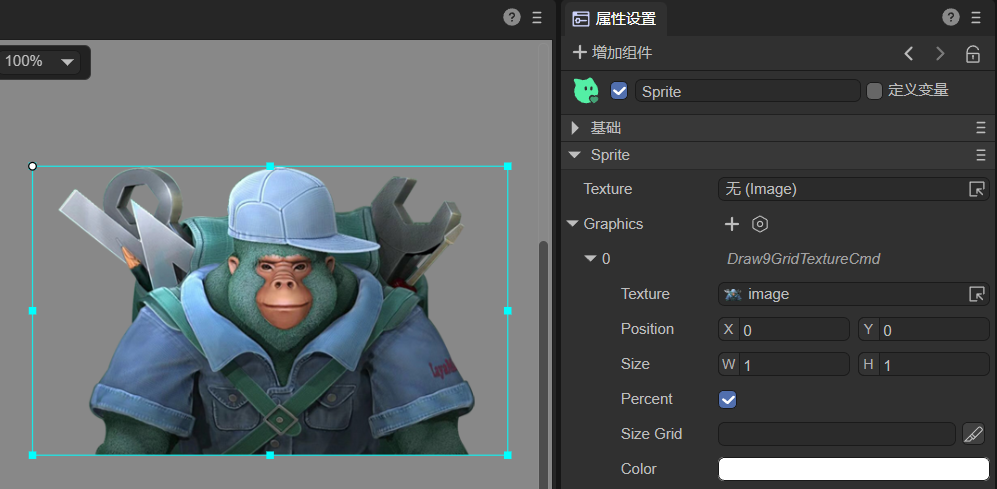 100%
属性设置
增加组件
Sprite
定义变量
基础
Sprite
Texture
无 (Image)
Graphics
0
Draw9GridTextureCmd
Texture
image
Position
X 0
Y 0
Size
W 1
H 1
Percent
Size Grid
Color